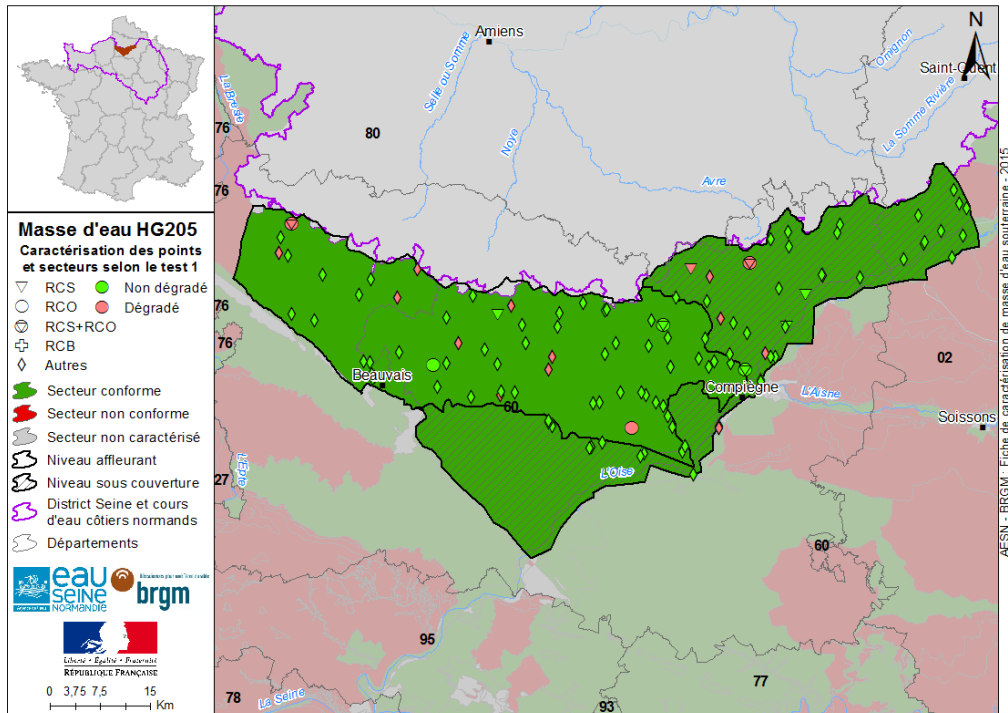 Masse d'eau HG205
Caractérisation des points
et secteurs selon le test 1
RCS
Non dégradé
RCO
Dégradé
RCS+RCO
RCB
Autres
Secteur conforme
Secteur non conforme
Secteur non caractérisé
Niveau affleurant
Niveau sous couverture
District Seine et cours
d'eau côtiers normands
Départements
eau
SEINE
NORMANDIE
brgm
Liberté • Égalité • Fraternité
RÉPUBLIQUE FRANÇAISE
0 3,75 7,5 15
Km
Amiens
N
Saint-Quent
Omignon
La Somme Rivière
Selle ou Somme
Noye
Avre
La Bresle
76
80
76
76
76
02
Beauvais
60
Compiègne
L'Aisne
Soissons
L'Oise
L'Epte
27
60
95
77
78
La Seine
93
AESN - BRGM : Fiche de caractérisation de masse d'eau souterraine - 2015